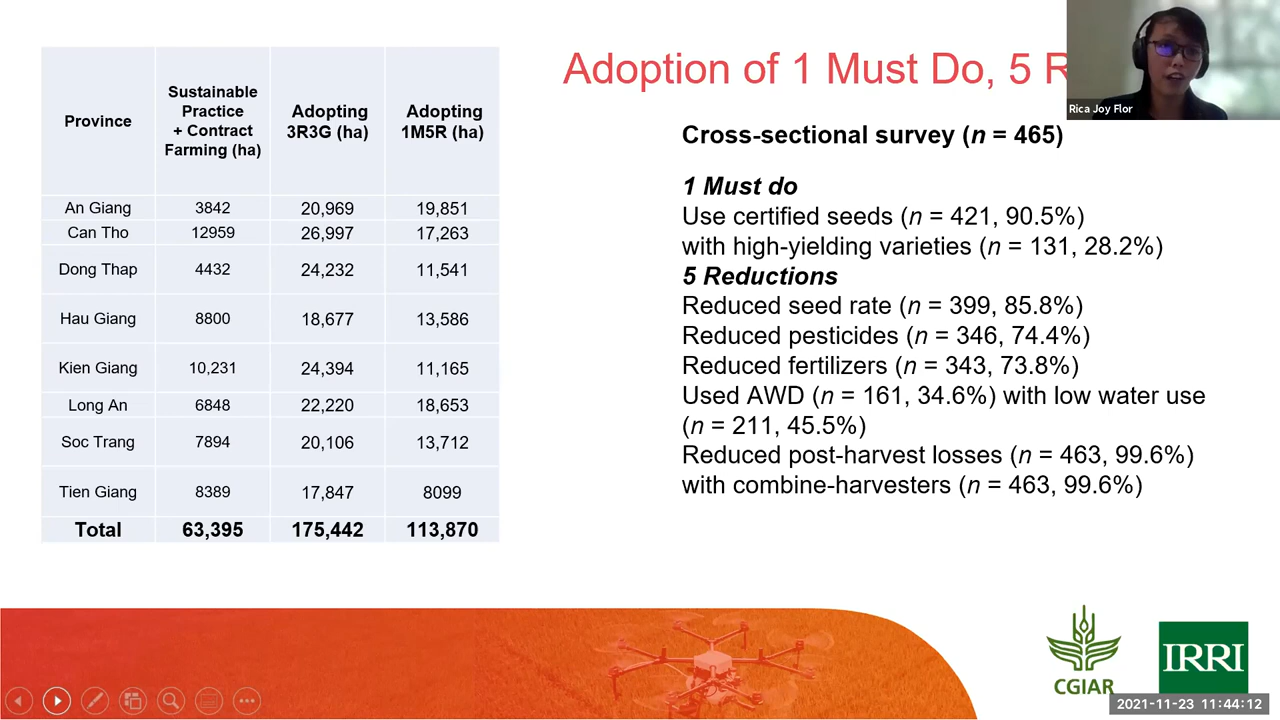 Province
Sustainable
Practice
+ Contract
Farming (ha)
Adopting
3R3G (ha)
Adopting
1M5R (ha)
An Giang 3842 20,969 19,851
Can Tho 12959 26,997 17,263
Dong Thap 4432 24,232 11,541
Hau Giang 8800 18,677 13,586
Kien Giang 10,231 24,394 11,165
Long An 6848 22,220 18,653
Soc Trang 7894 20,106 13,712
Tien Giang 8389 17,847 8099
Total 63,395 175,442 113,870
Adoption of 1 Must Do, 5 R
Rica Joy Flor
Cross-sectional survey (n = 465)
1 Must do
Use certified seeds (n = 421, 90.5%)
with high-yielding varieties (n = 131, 28.2%)
5 Reductions
Reduced seed rate (n = 399, 85.8%)
Reduced pesticides (n = 346, 74.4%)
Reduced fertilizers (n = 343, 73.8%)
Used AWD (n = 161, 34.6%) with low water use
(n = 211, 45.5%)
Reduced post-harvest losses (n = 463, 99.6%)
with combine-harvesters (n = 463, 99.6%)
CGIAR
IRRI
2021-11-23 11:44:12